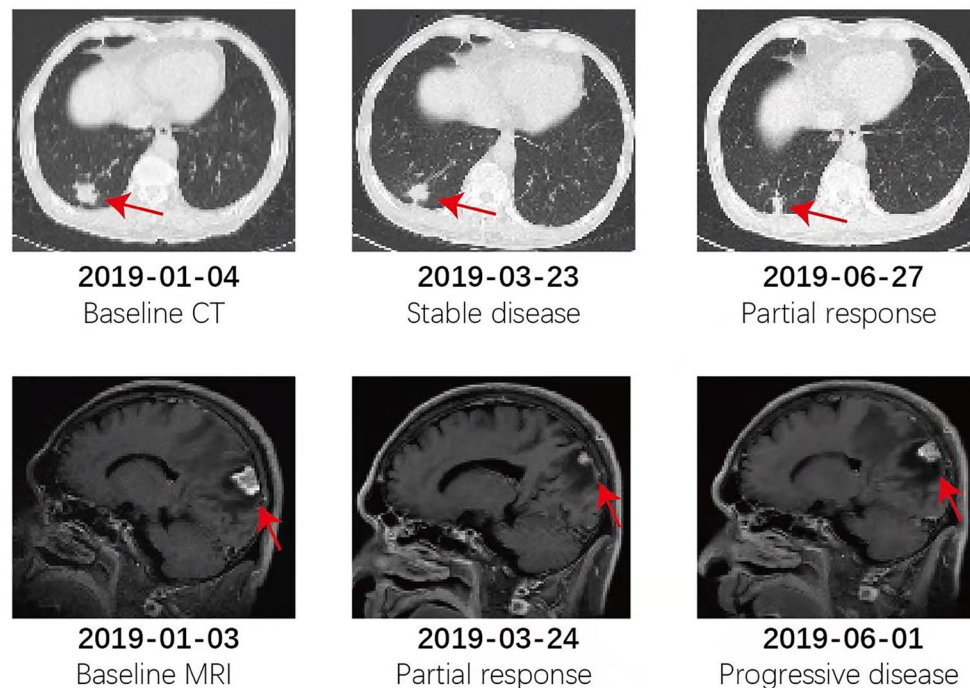 2019-01-04
Baseline CT
2019-03-23
Stable disease
2019-06-27
Partial response
2019-01-03
Baseline MRI
2019-03-24
Partial response
2019-06-01
Progressive disease